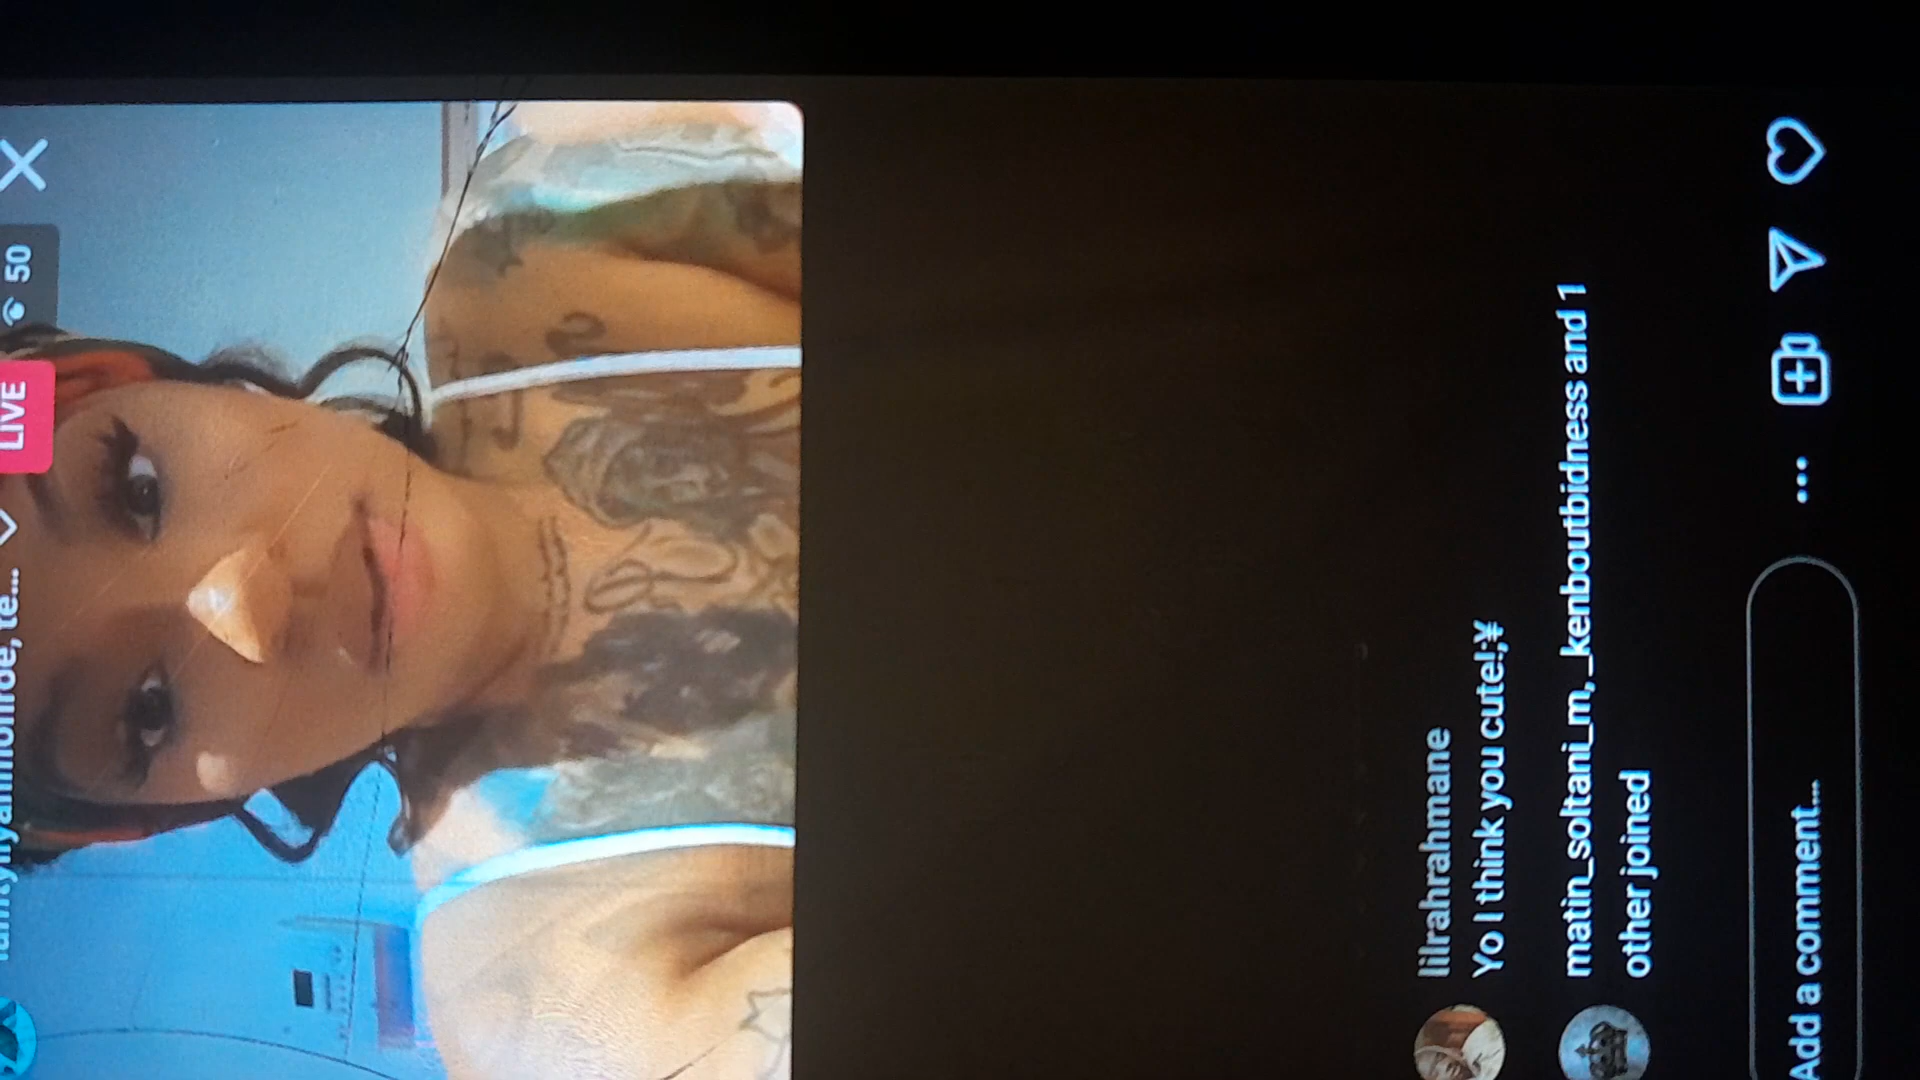 LIVE
50
lilrahrahmane
Yo I think you cute!;¥
matin_soltani_m, _kenboutbidness and 1
other joined
Add a comment...